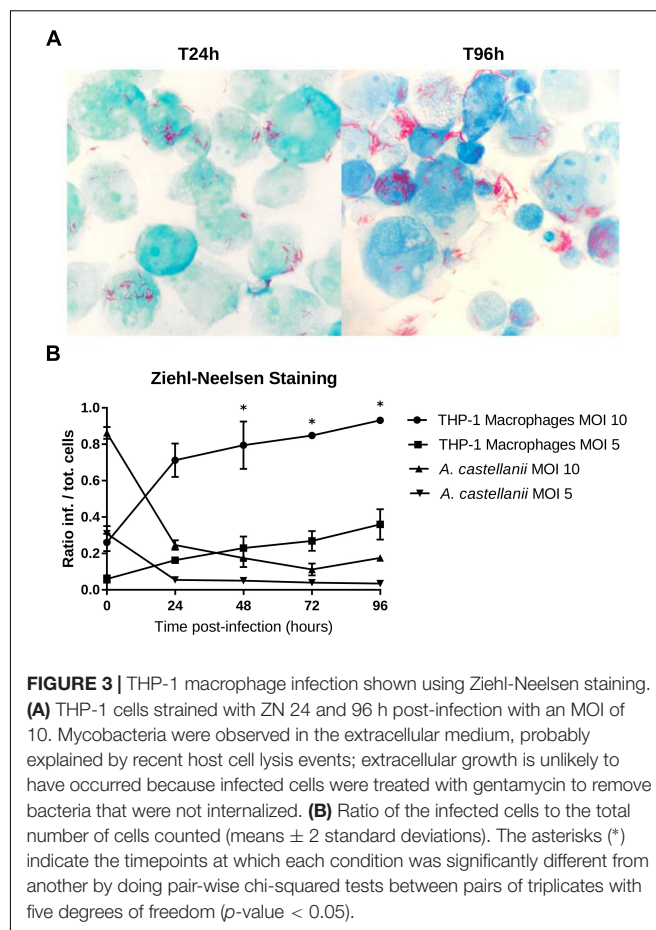 A
T24h
T96h
B
Ziehl-Neelsen Staining
Ratio inf. / tot. cells
1.0
0.8
0.6
0.4
0.2
0.0
* * *
0 24 48 72 96
Time post-infection (hours)
THP-1 Macrophages MOI 10
THP-1 Macrophages MOI 5
A. castellanii MOI 10
A. castellanii MOI 5
FIGURE 3 | THP-1 macrophage infection shown using Ziehl-Neelsen staining.
(A) THP-1 cells strained with ZN 24 and 96 h post-infection with an MOI of
10. Mycobacteria were observed in the extracellular medium, probably
explained by recent host cell lysis events; extracellular growth is unlikely to
have occurred because infected cells were treated with gentamycin to remove
bacteria that were not internalized. (B) Ratio of the infected cells to the total
number of cells counted (means ± 2 standard deviations). The asterisks (*)
indicate the timepoints at which each condition was significantly different from
another by doing pair-wise chi-squared tests between pairs of triplicates with
five degrees of freedom (p-value < 0.05).